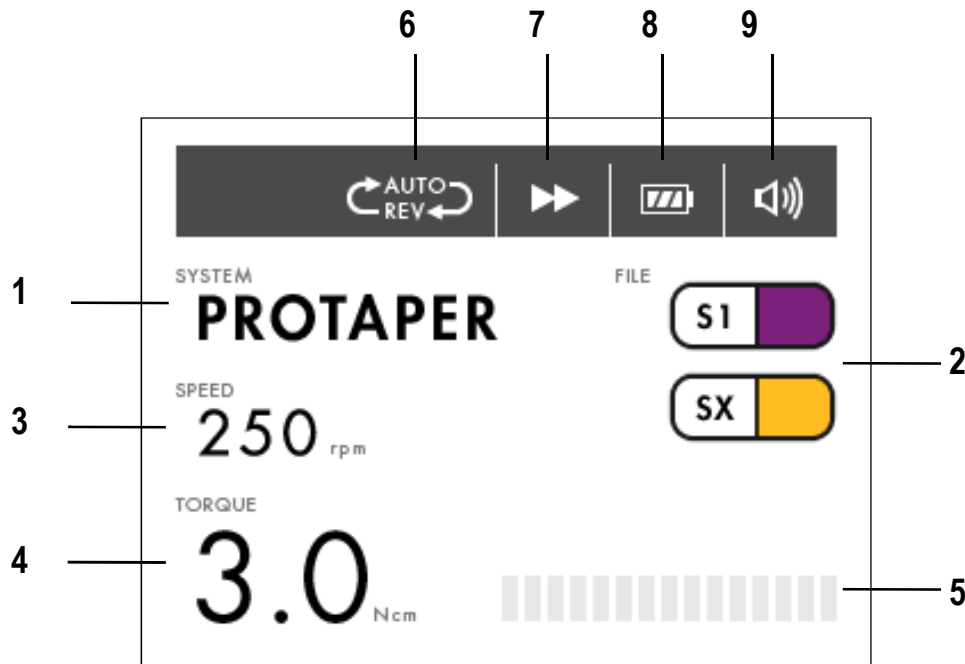 6 7 8 9
AUTO
REV
SYSTEM FILE
1 PROTAPER S1
2
SPEED
SX
3 250 rpm
TORQUE
4 3.0 Ncm 5